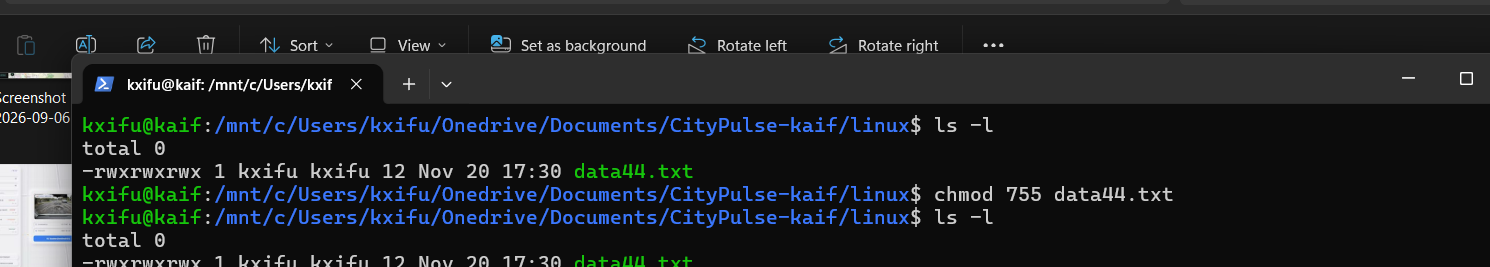 Sort
View
Set as background
Rotate left
Rotate right
Screenshot
2026-09-06
kxifu@kaif: /mnt/c/Users/kxif
kxifu@kaif:/mnt/c/Users/kxifu/Onedrive/Documents/CityPulse-kaif/linux$ ls -l
total 0
-rwxrwxrwx 1 kxifu kxifu 12 Nov 20 17:30 data44.txt
kxifu@kaif:/mnt/c/Users/kxifu/Onedrive/Documents/CityPulse-kaif/linux$ chmod 755 data44.txt
kxifu@kaif:/mnt/c/Users/kxifu/Onedrive/Documents/CityPulse-kaif/linux$ ls -l
total 0
-rwxrwxrwx 1 kxifu kxifu 12 Nov 20 17:30 data44.txt